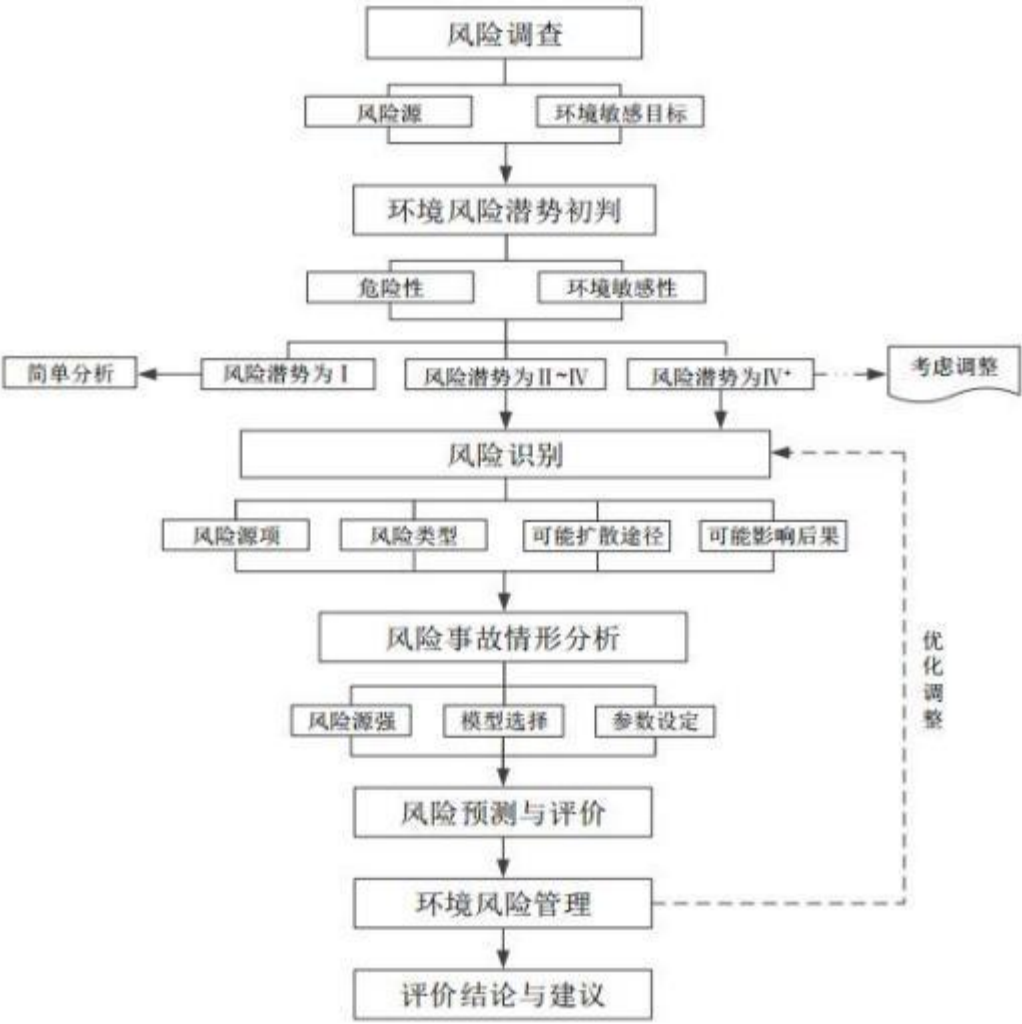 风险调查
风险源
环境敏感目标
环境风险潜势初判
危险性
环境敏感性
简单分析
风险潜势为Ⅰ
风险潜势为Ⅱ~Ⅳ
风险潜势为Ⅳ⁺
考虑调整
风险识别
风险源项
风险类型
可能扩散途径
可能影响后果
风险事故情形分析
风险源强
模型选择
参数设定
优化调整
风险预测与评价
环境风险管理
评价结论与建议